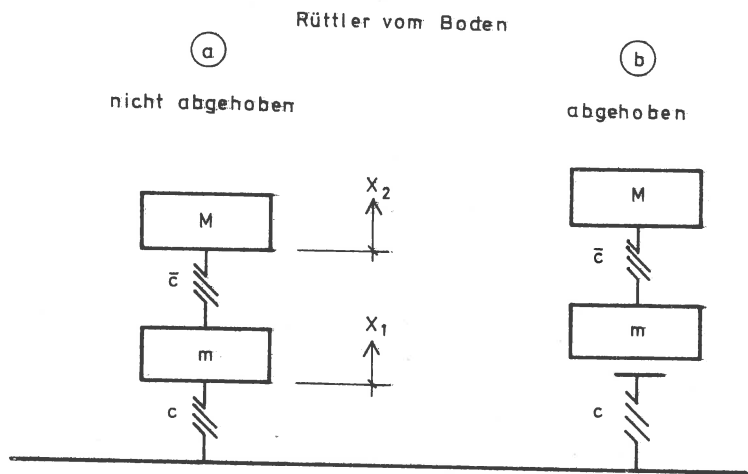 Rüttler vom Boden
a
nicht abgehoben
b
abgehoben
M
c̄
m
c
X₂
X₁
M
c̄
m
c